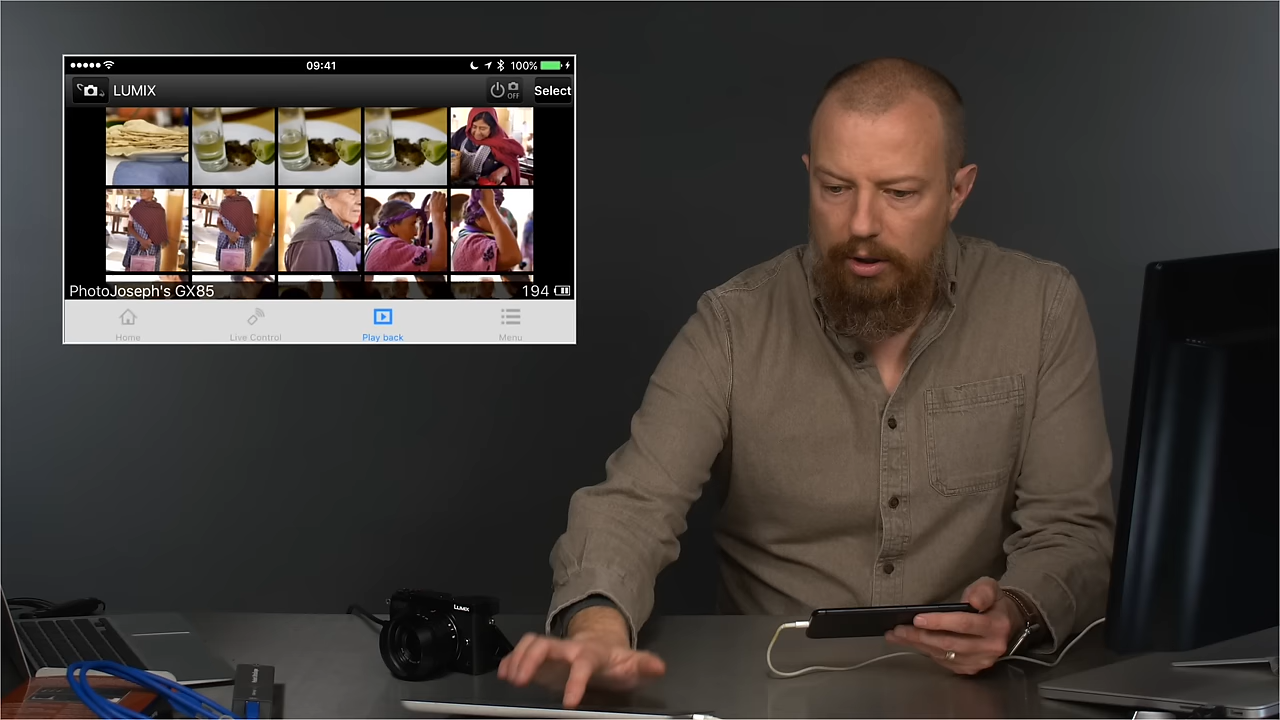 09:41
100%
LUMIX
OFF
Select
PhotoJoseph's GX85
194
Home
Live Control
Play back
Menu
LUMIX